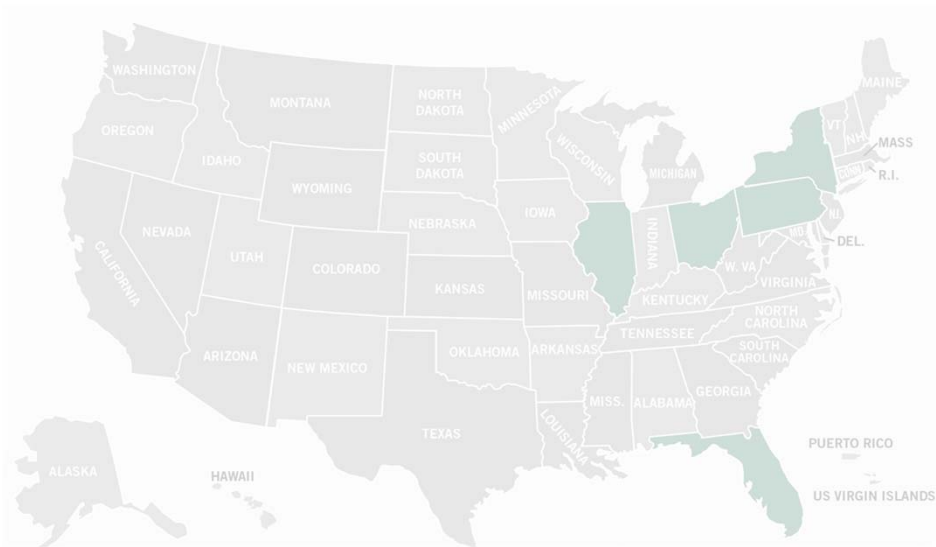 WASHINGTON
MONTANA
NORTH
DAKOTA
MINNESOTA
MAINE
OREGON
IDAHO
SOUTH
DAKOTA
WISCONSIN
MICHIGAN
VT
NH
MASS
CONN
R.I.
WYOMING
IOWA
NEBRASKA
NEVADA
UTAH
COLORADO
CALIFORNIA
KANSAS
MISSOURI
INDIANA
W. VA
VIRGINIA
MD
DEL.
NJ
KENTUCKY
NORTH
CAROLINA
TENNESSEE
SOUTH
CAROLINA
ARIZONA
NEW MEXICO
OKLAHOMA
ARKANSAS
MISS.
ALABAMA
GEORGIA
TEXAS
LOUISIANA
ALASKA
HAWAII
PUERTO RICO
US VIRGIN ISLANDS